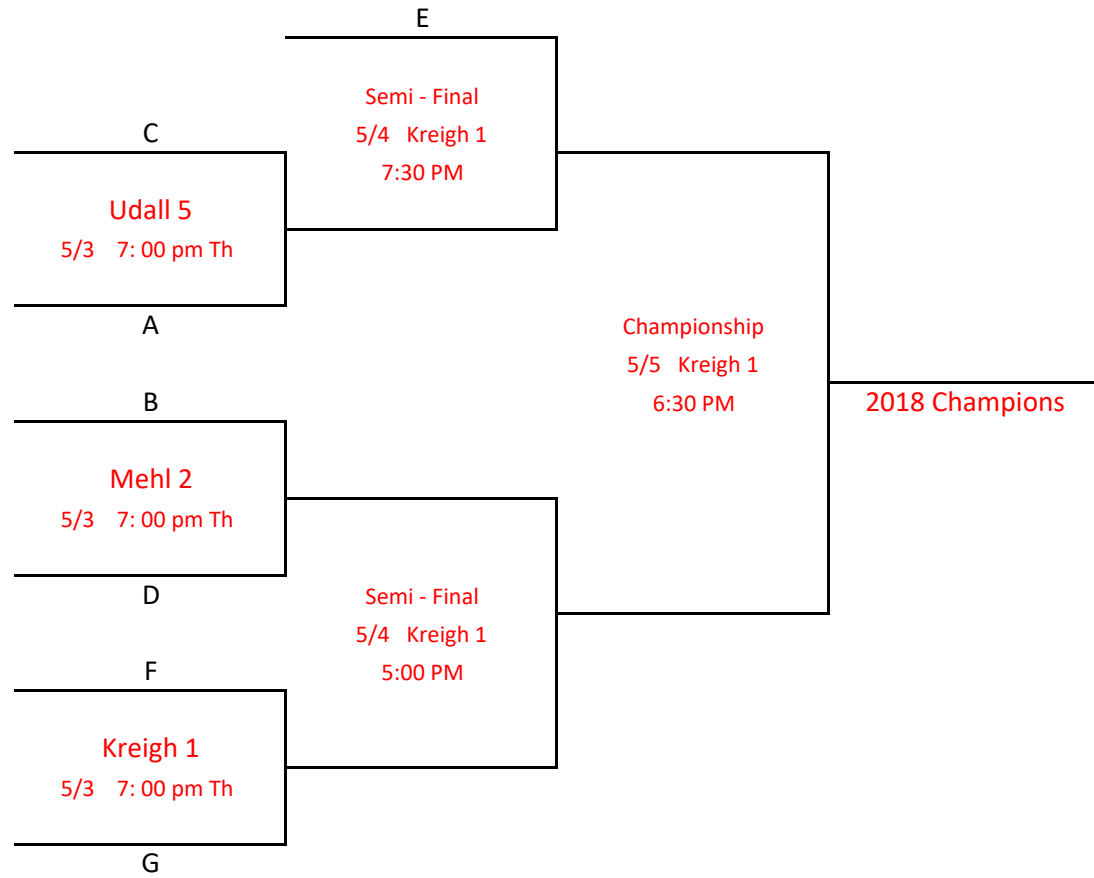 E
Semi - Final
5/4 Kreigh 1
7:30 PM
C
Udall 5
5/3 7: 00 pm Th
A
Championship
5/5 Kreigh 1
6:30 PM
2018 Champions
B
Mehl 2
5/3 7: 00 pm Th
D
Semi - Final
5/4 Kreigh 1
5:00 PM
F
Kreigh 1
5/3 7: 00 pm Th
G